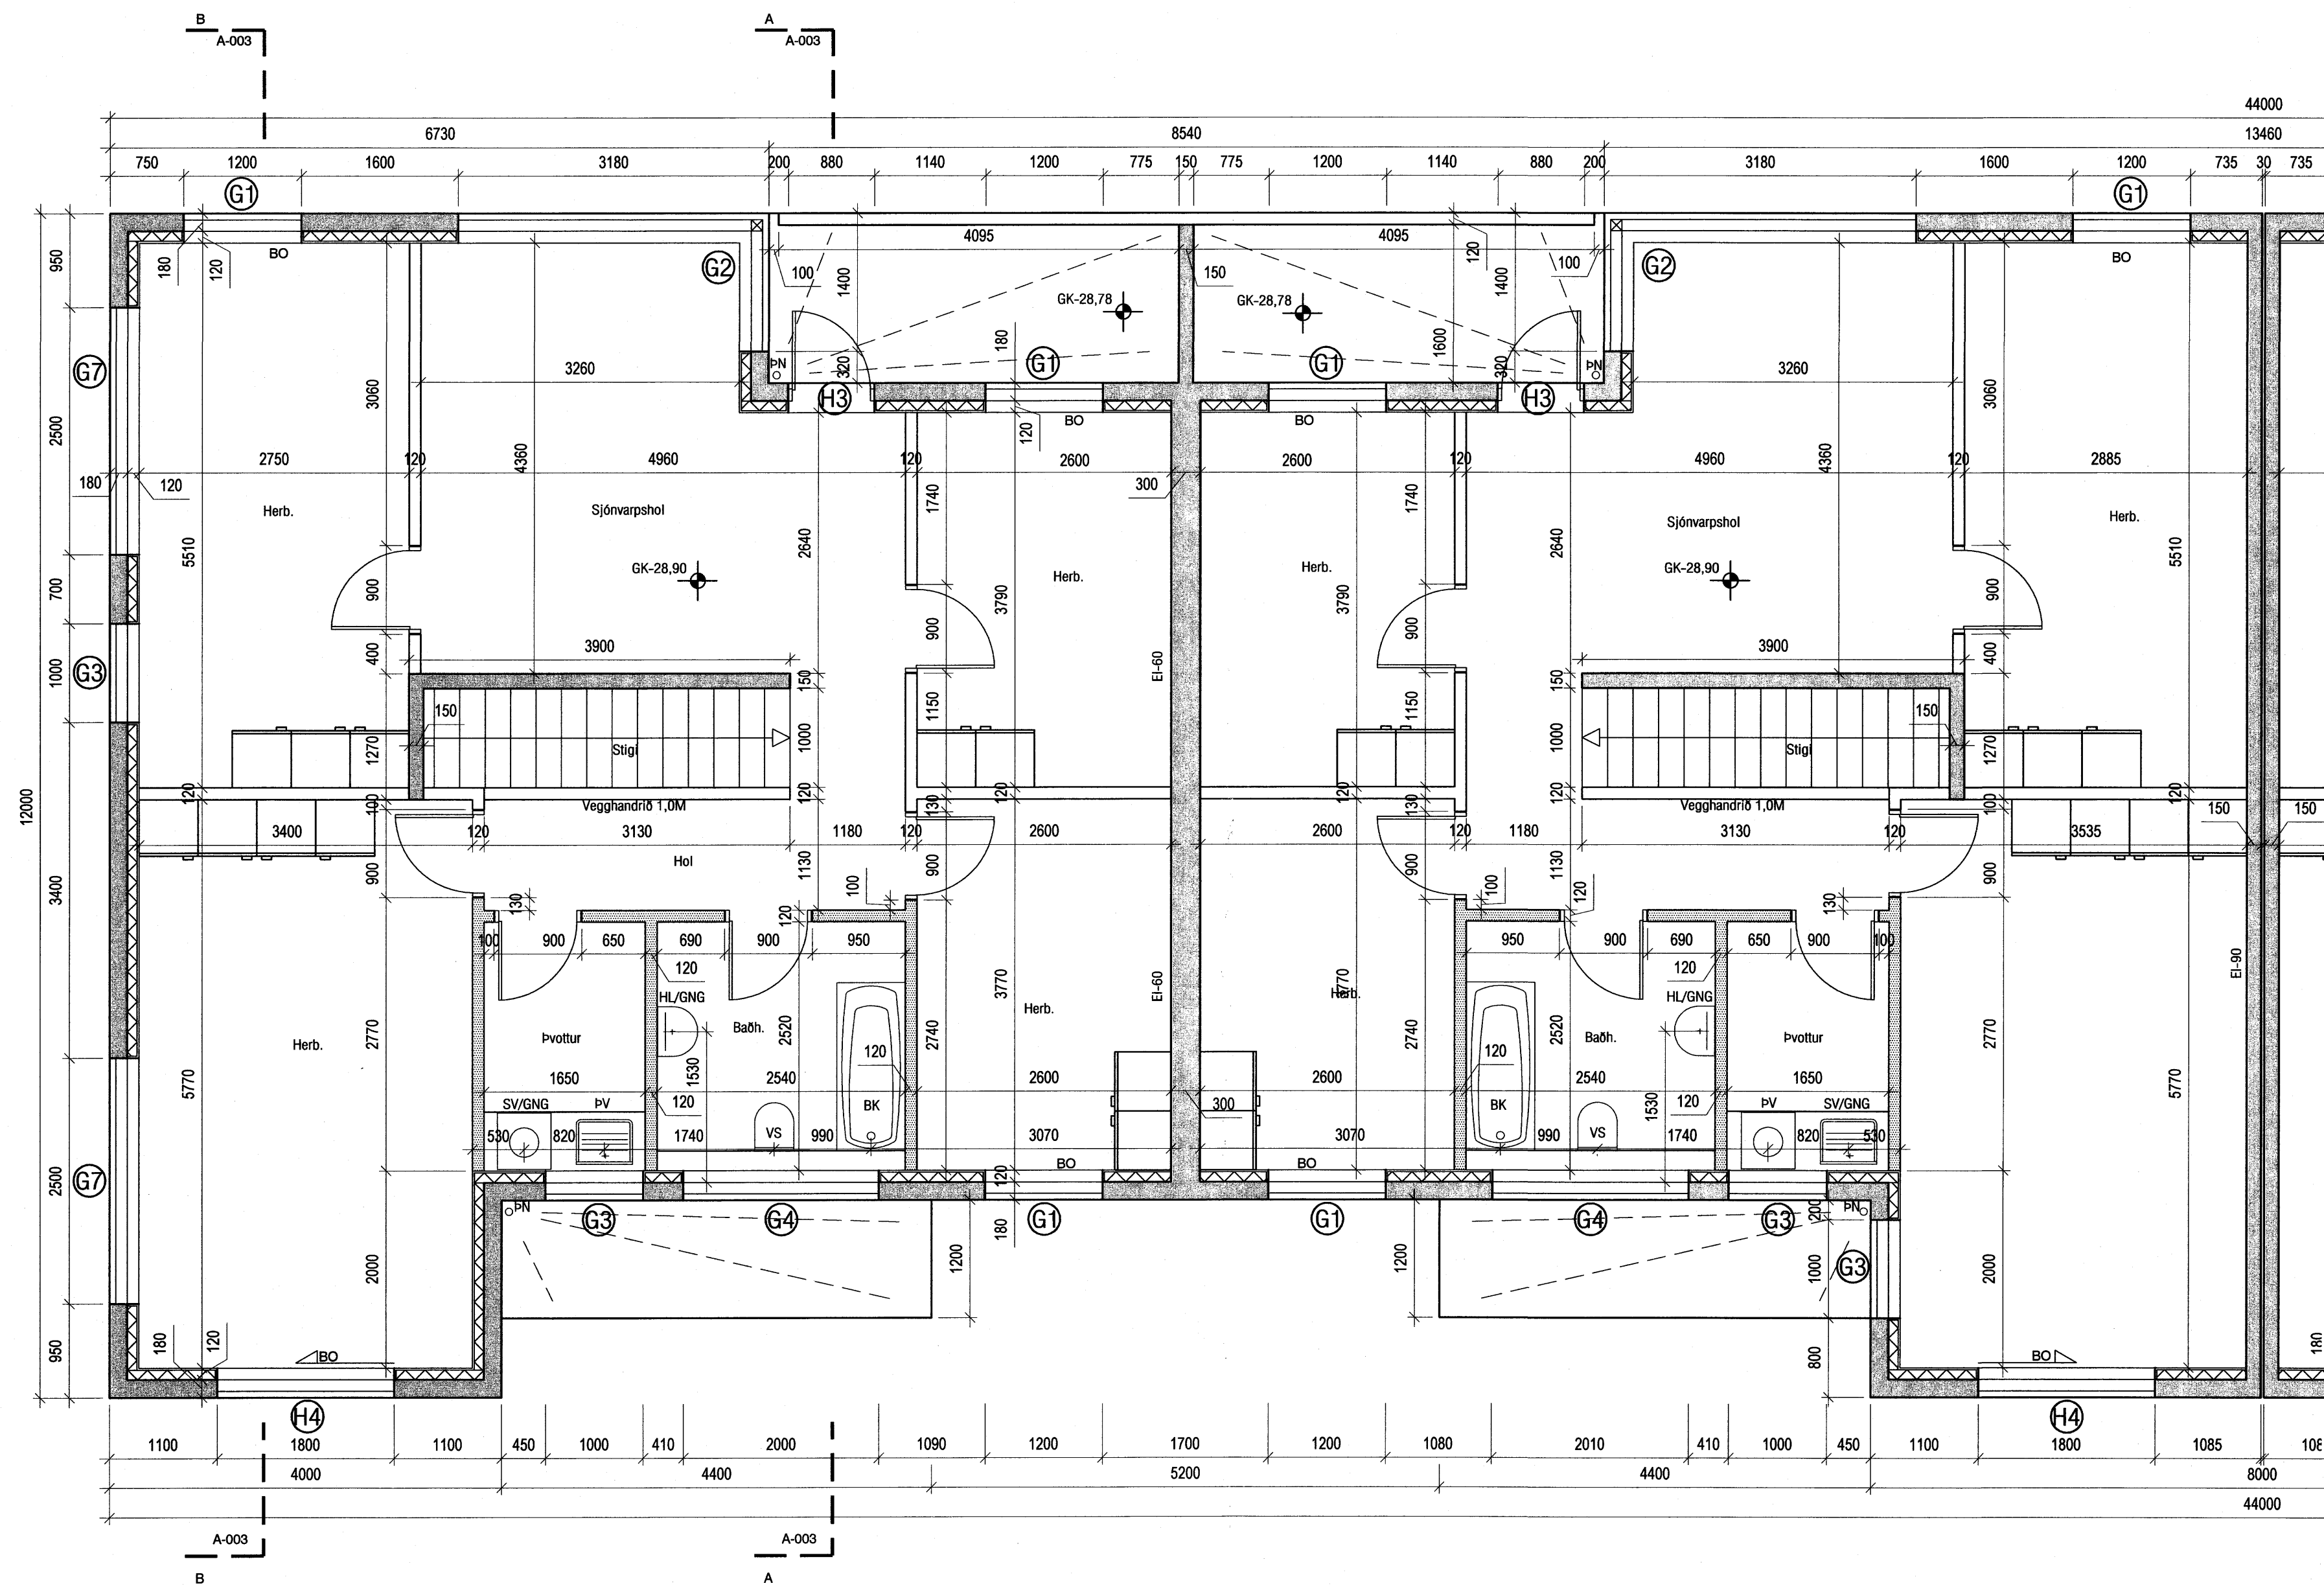 B
A
A-003
A-003
44000
6730
8540
13460
750 1200 1600 3180 200 880 1140 1200 775 150 775 1200 1140 880 200 3180 1600 1200 735 30 735
G1
G1
4095
4095
120
950
180
120
BO
G2
100
1400
150
1400
100
G2
BO
GK-28,78
GK-28,78
180
1600
G7
3260
ÞN
320
G1
G1
320
ÞN
3260
3060
H3
H3
3060
BO
BO
2500
120
2750 120 4960 120 2600 2600 120 4960 120 2885
4360
4360
180
120
300
1740
1740
Herb.
Sjónvarpshol
Sjónvarpshol
Herb.
5510
2640
2640
5510
GK-28,90
Herb.
Herb.
GK-28,90
700
900
3790
3790
900
900
900
3900
3900
G3
1000
400
150
EI-60
150
400
1150
1150
150
150
1270
Stigi
1000
1000
Stigi
1270
12000
120
100
Vegghandrið 1,0M
120
130
120
120
130
120
Vegghandrið 1,0M
100
120
150
150
3400 120 3130 1180 120 2600 2600 120 1180 3130 120 3535
Hol
3400
900
1130
900
900
1130
900
130
100
100
120
130
120
100 900 650 690 900 950
950 900 690 650 900 100
120
120
EI-60
EI-90
HL/GNG
HL/GNG
3770
3770
Herb.
Herb.
Baðh.
Baðh.
Herb.
Þvottur
Þvottur
2770
2520
2740
2740
2520
2770
120
120
1530
1530
1650 2540 2600 2600 2540 1650
5770
5770
SV/GNG
ÞV
120
BK
300
BK
120
ÞV
SV/GNG
530 820 1740
VS
990 3070 3070 990
VS
1740 820 530
G7
2500
BO
BO
120
ÞN
G3
G4
G1
G1
G4
G3
ÞN
180
200
2000
1200
1200
1000
G3
2000
950
180
120
BO
800
BO
180
H4
H4
1100 1800 1100 450 1000 410 2000 1090 1200 1700 1200 1080 2010 410 1000 450 1100 1800 1085
4000 4400 5200 4400 8000
44000
A-003
A-003
B
A